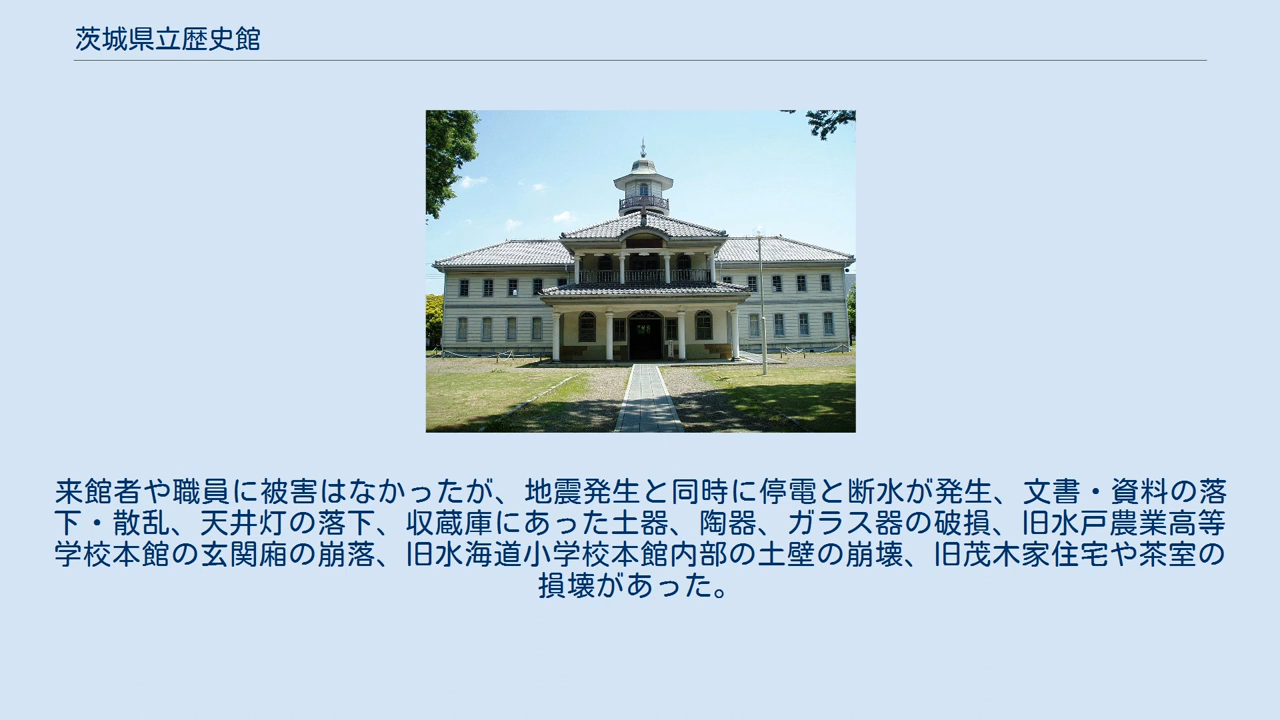 茨城県立歴史館
来館者や職員に被害はなかったが、地震発生と同時に停電と断水が発生、文書・資料の落
下・散乱、天井灯の落下、収蔵庫にあった土器、陶器、ガラス器の破損、旧水戸農業高等
学校本館の玄関廂の崩落、旧水海道小学校本館内部の土壁の崩壊、旧茂木家住宅や茶室の
損壊があった。